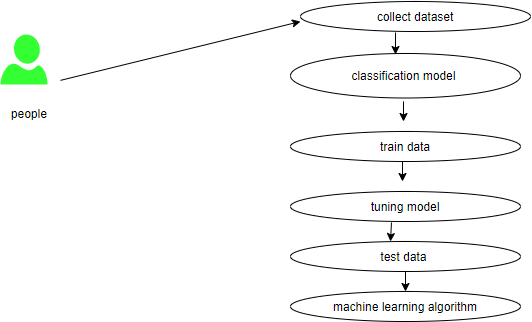 collect dataset
classification model
people
train data
tuning model
test data
machine learning algorithm